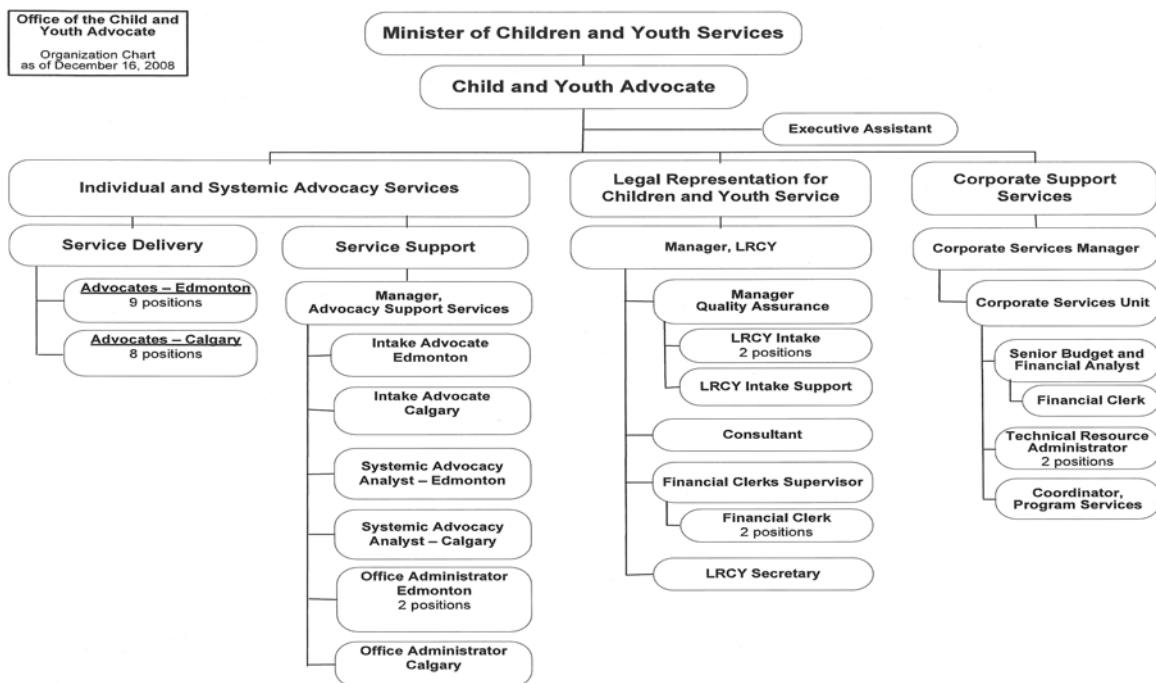 Office of the Child and
Youth Advocate
Organization Chart
as of December 16, 2008
Minister of Children and Youth Services
Child and Youth Advocate
Executive Assistant
Individual and Systemic Advocacy Services
Service Delivery
Advocates – Edmonton
9 positions
Advocates – Calgary
8 positions
Service Support
Manager,
Advocacy Support Services
Intake Advocate
Edmonton
Intake Advocate
Calgary
Systemic Advocacy
Analyst – Edmonton
Systemic Advocacy
Analyst – Calgary
Office Administrator
Edmonton
2 positions
Office Administrator
Calgary
Legal Representation for
Children and Youth Service
Manager, LRCY
Manager
Quality Assurance
LRCY Intake
2 positions
LRCY Intake Support
Consultant
Financial Clerks Supervisor
Financial Clerk
2 positions
LRCY Secretary
Corporate Support
Services
Corporate Services Manager
Corporate Services Unit
Senior Budget and
Financial Analyst
Financial Clerk
Technical Resource
Administrator
2 positions
Coordinator,
Program Services